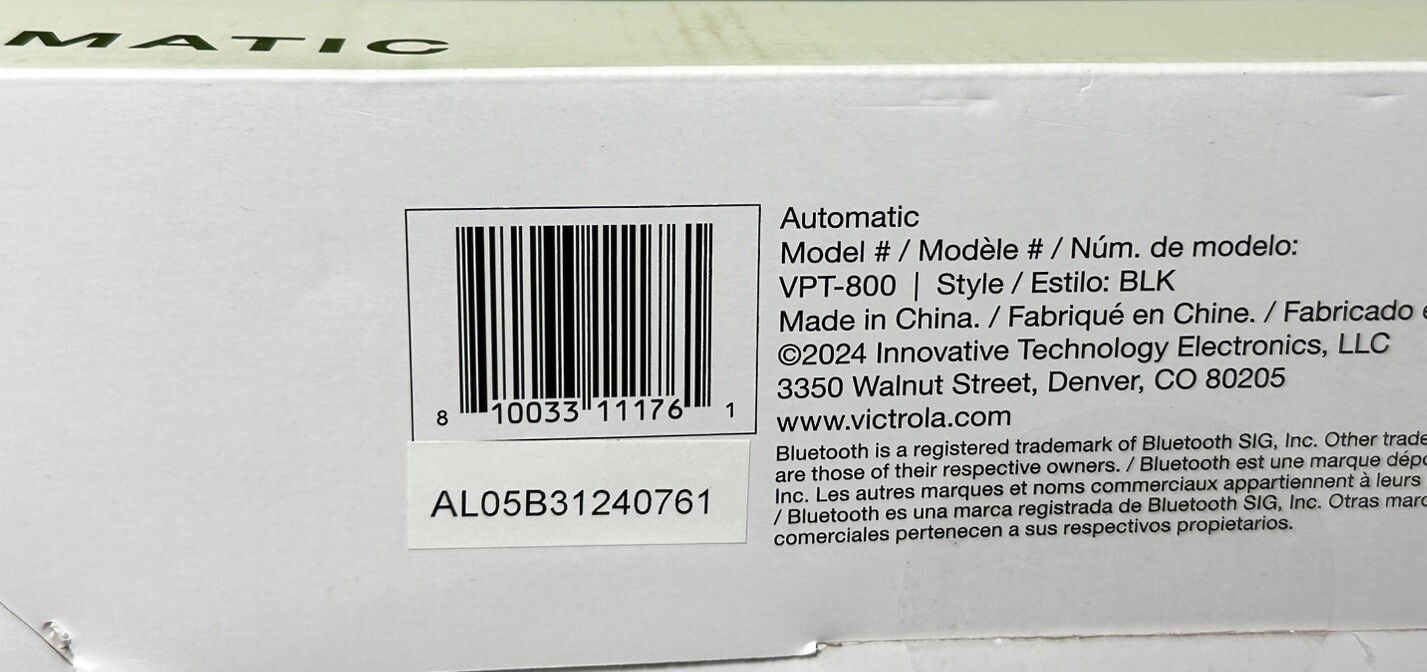 MATIC
Automatic
Model # / Modèle # / Núm. de modelo:
VPT-800 | Style / Estilo: BLK
Made in China. / Fabriqué en Chine. / Fabricado
©2024 Innovative Technology Electronics, LLC
3350 Walnut Street, Denver, CO 80205
www.victrola.com
Bluetooth is a registered trademark of Bluetooth SIG, Inc. Other trade
are those of their respective owners. / Bluetooth est une marque dépo
Inc. Les autres marques et noms commerciaux appartiennent à leurs
/ Bluetooth es una marca registrada de Bluetooth SIG, Inc. Otras marc
comerciales pertenecen a sus respectivos propietarios.
8 10033 11176 1
AL05B31240761